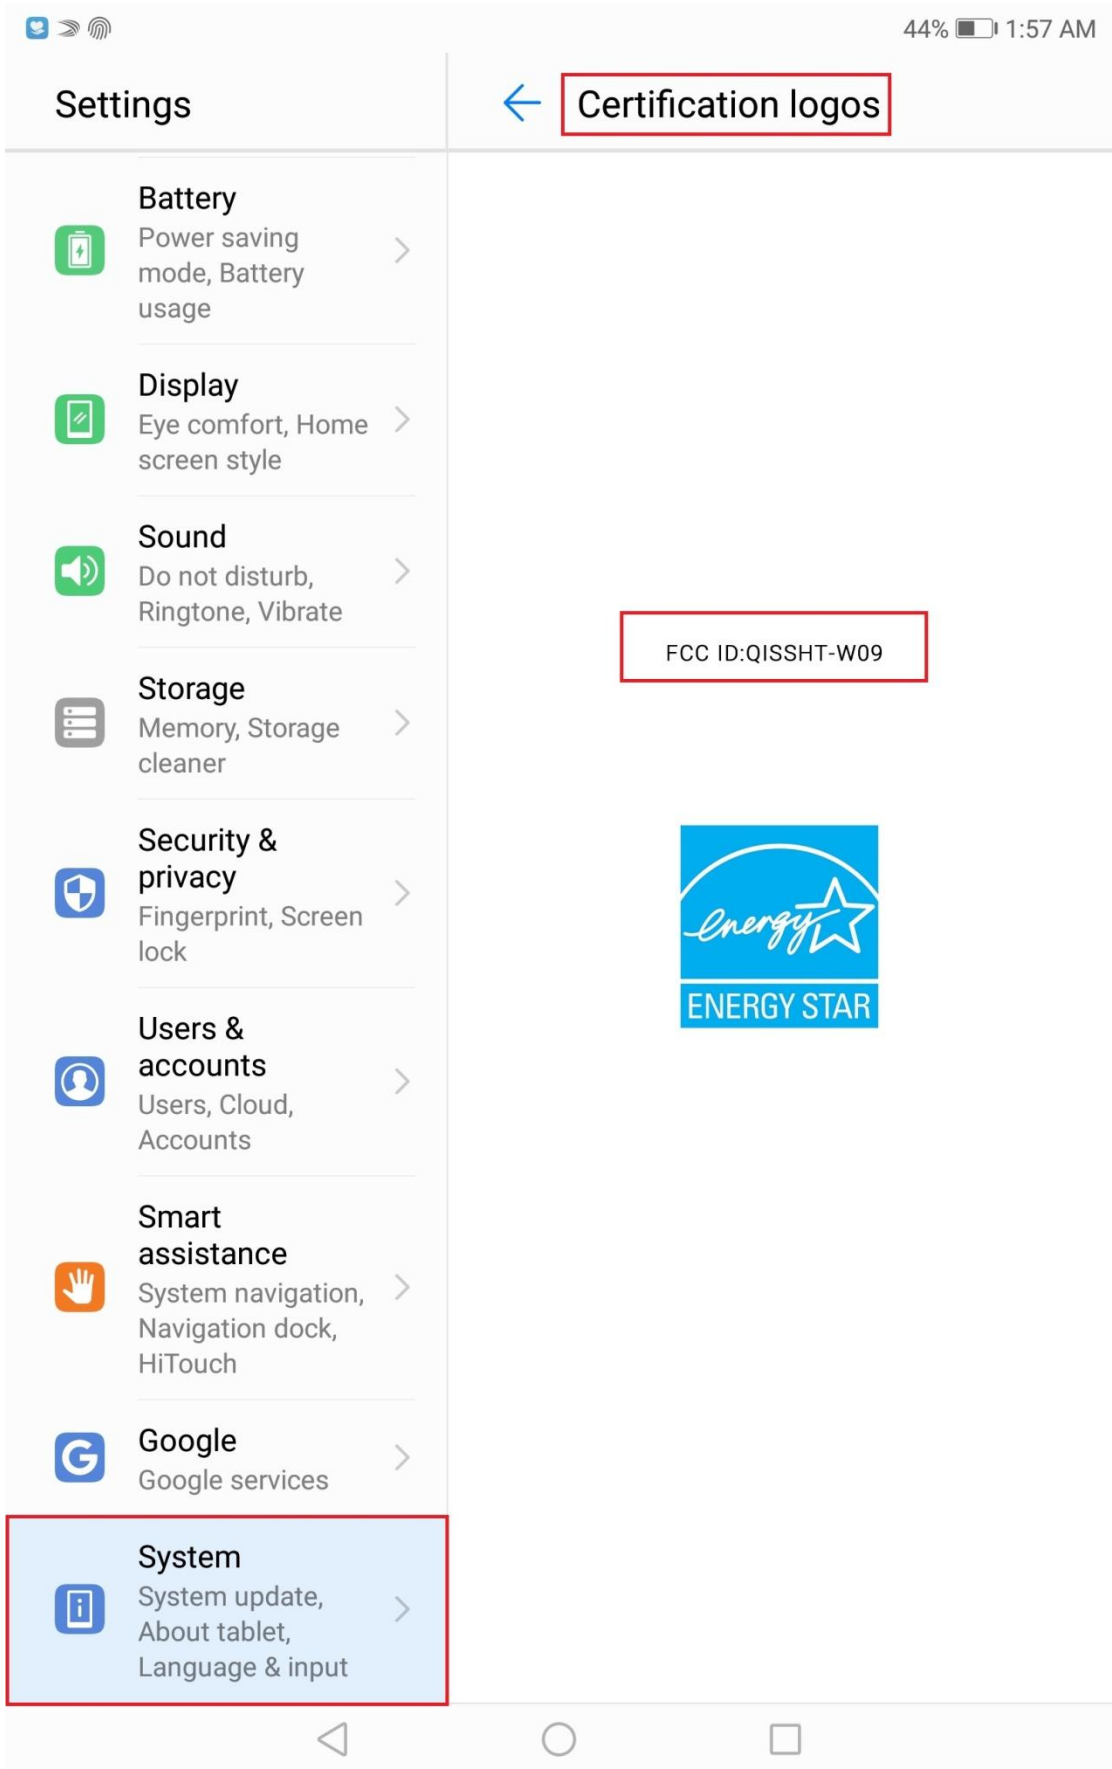 44% 1:57 AM
Settings
Certification logos
Battery
Power saving
mode, Battery
usage
Display
Eye comfort, Home
screen style
Sound
Do not disturb,
Ringtone, Vibrate
Storage
Memory, Storage
cleaner
Security &
privacy
Fingerprint, Screen
lock
Users &
accounts
Users, Cloud,
Accounts
Smart
assistance
System navigation,
Navigation dock,
HiTouch
Google
Google services
System
System update,
About tablet,
Language & input
FCC ID:QISSHT-W09
energy
ENERGY STAR